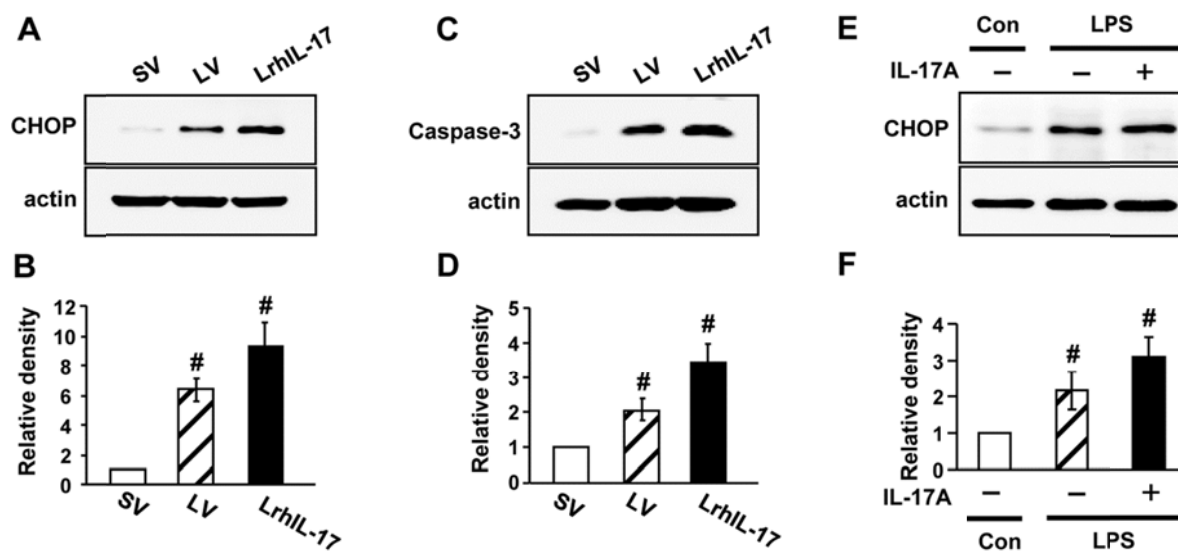 A
SV LV LrhIL-17
CHOP
actin
B
Relative density
12
10
8
6
4
2
0
#
#
SV LV LrhIL-17
C
SV LV LrhIL-17
Caspase-3
actin
D
Relative density
5
4
3
2
1
0
#
#
SV LV LrhIL-17
E
Con LPS
IL-17A − − +
CHOP
actin
F
Relative density
4
3
2
1
0
#
#
IL-17A − − +
Con LPS